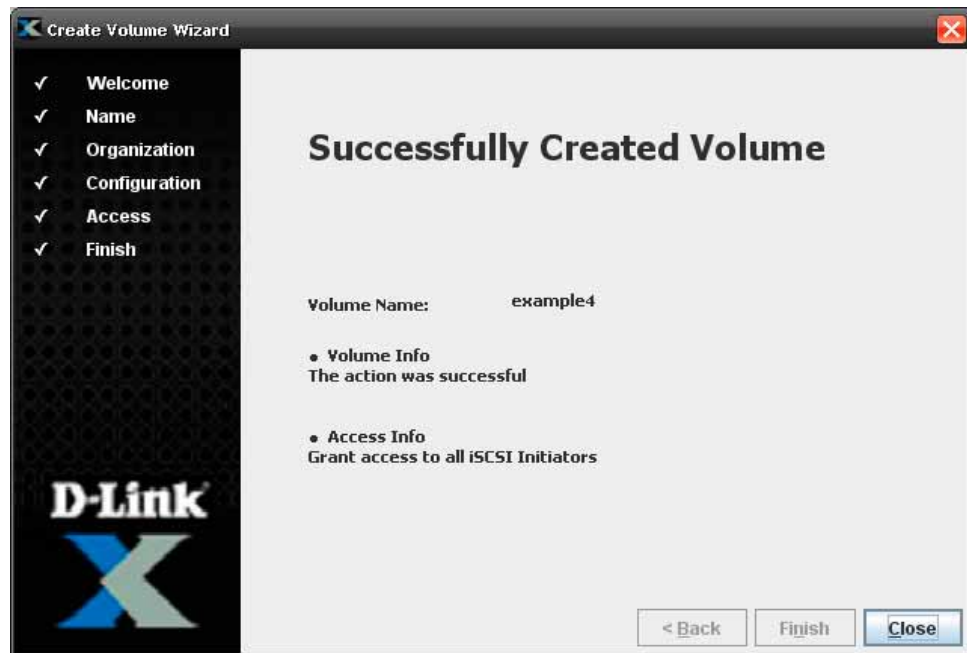 Create Volume Wizard
✓ Welcome
✓ Name
✓ Organization
✓ Configuration
✓ Access
✓ Finish
Successfully Created Volume
Volume Name: example4
• Volume Info
The action was successful
• Access Info
Grant access to all iSCSI Initiators
D-Link
< Back Finish Close